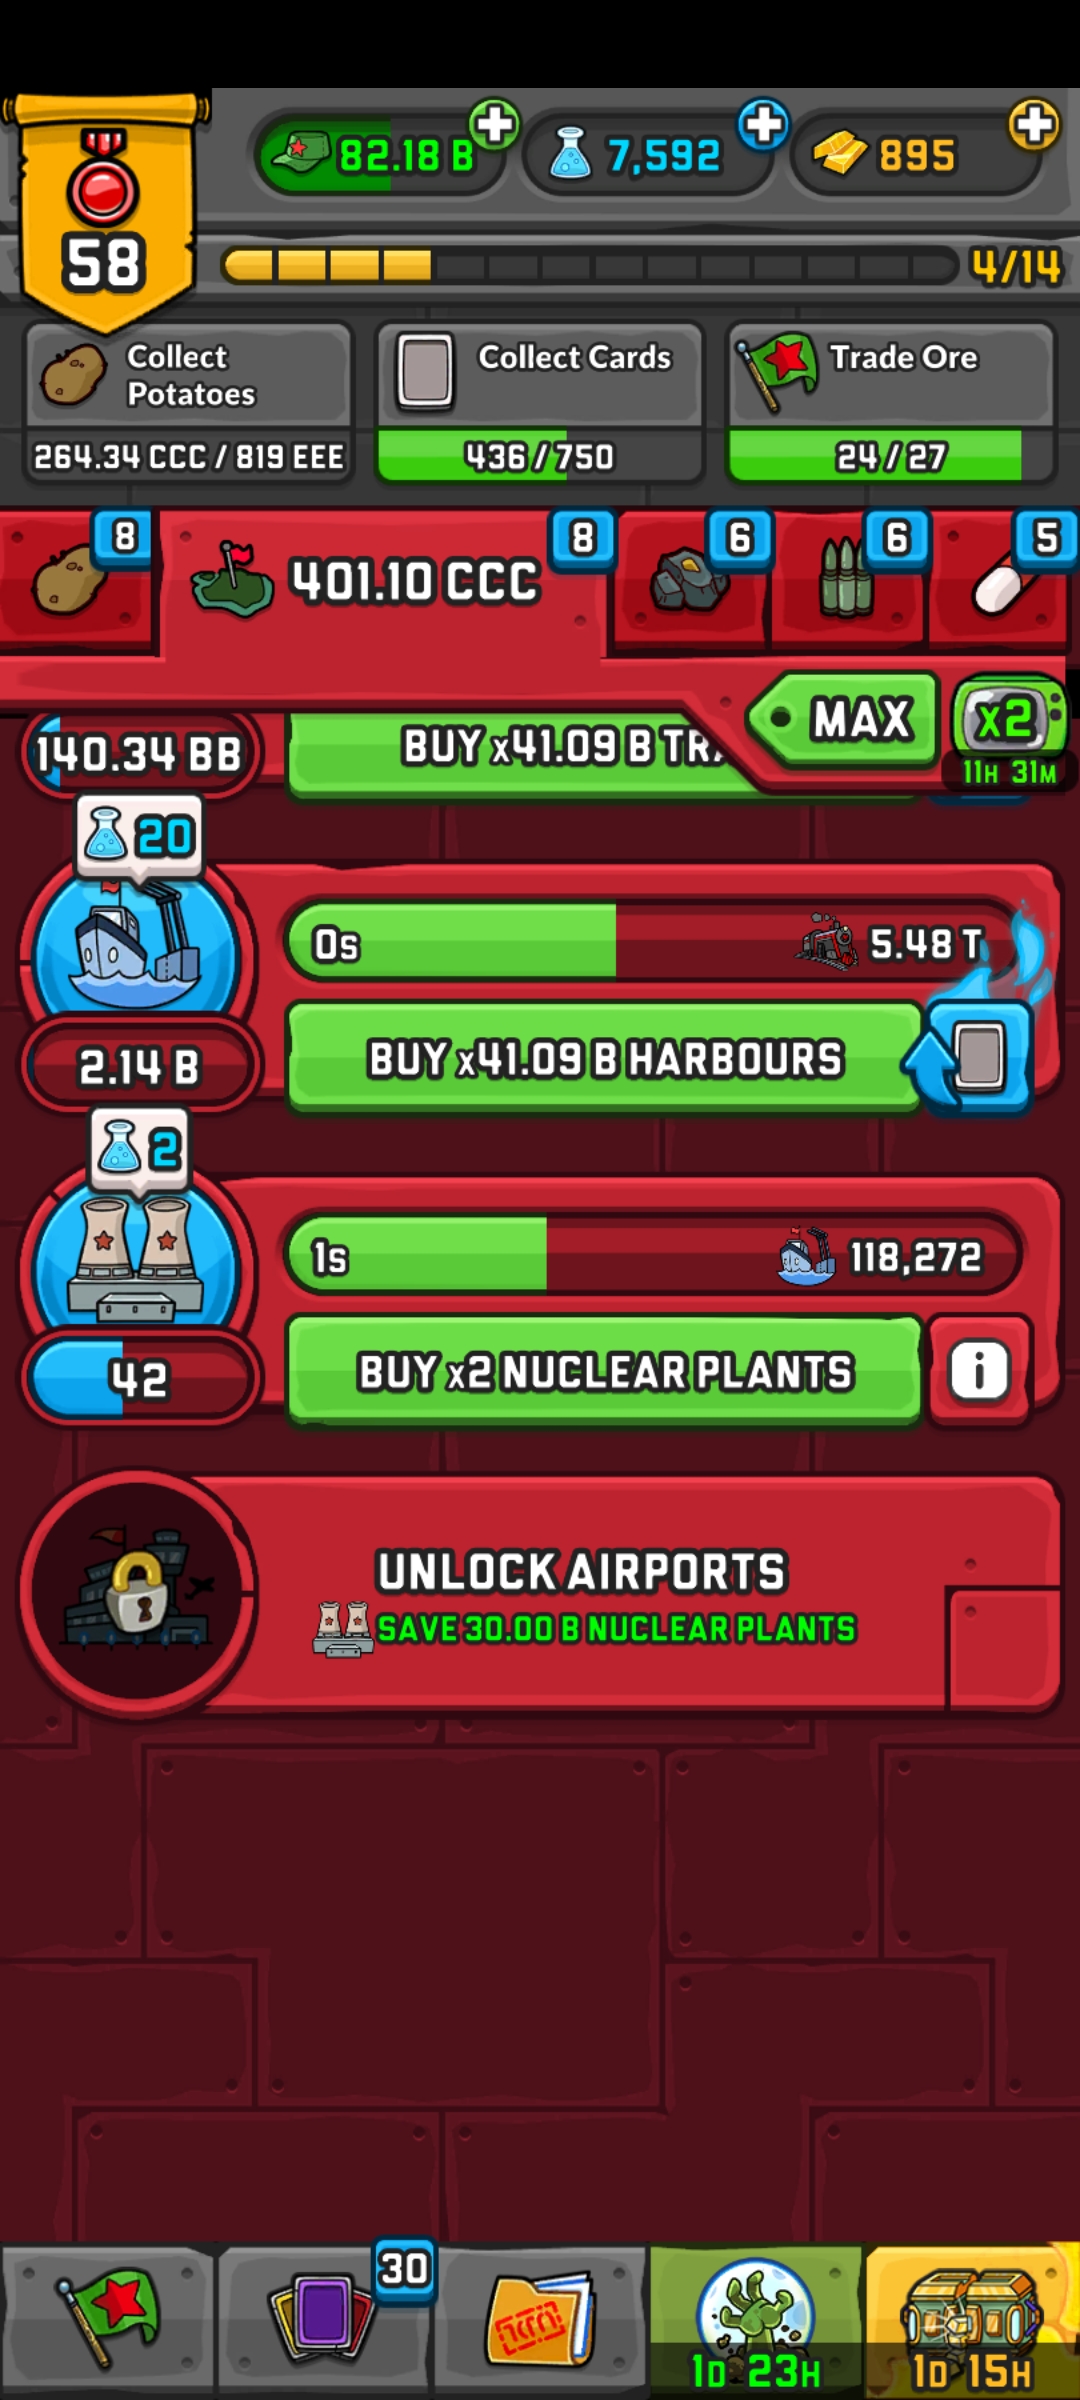 58
82.18 B
7,592
895
4/14
Collect
Potatoes
264.34 CCC / 819 EEE
Collect Cards
436 / 750
Trade Ore
24 / 27
8
401.10 CCC
8
6
6
5
MAX
x2
11H 31M
140.34 BB
BUY x41.09 B TRA
20
0s
5.48 T
2.14 B
BUY x41.09 B HARBOURS
2
1s
118,272
42
BUY x2 NUCLEAR PLANTS
i
UNLOCK AIRPORTS
SAVE 30.00 B NUCLEAR PLANTS
30
1D 23H
1D 15H